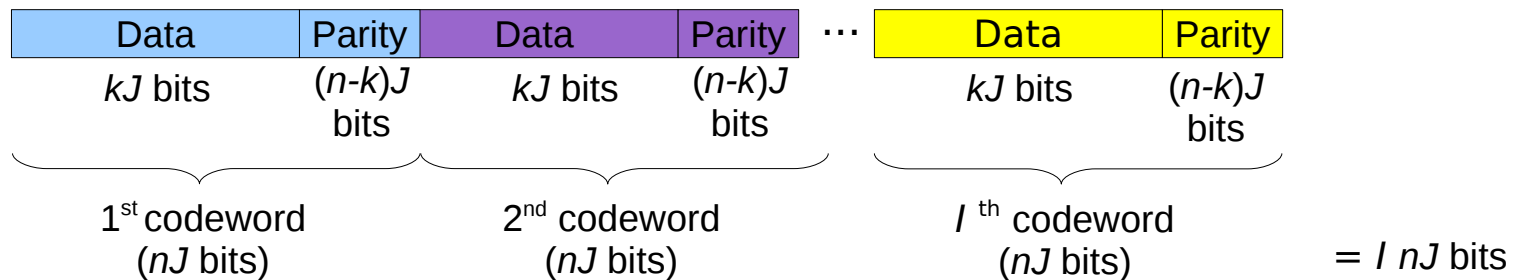 Data Parity Data Parity ... Data Parity
kJ bits (n-k)J bits kJ bits (n-k)J bits kJ bits (n-k)J bits
1st codeword (nJ bits) 2nd codeword (nJ bits) I th codeword (nJ bits) = I nJ bits